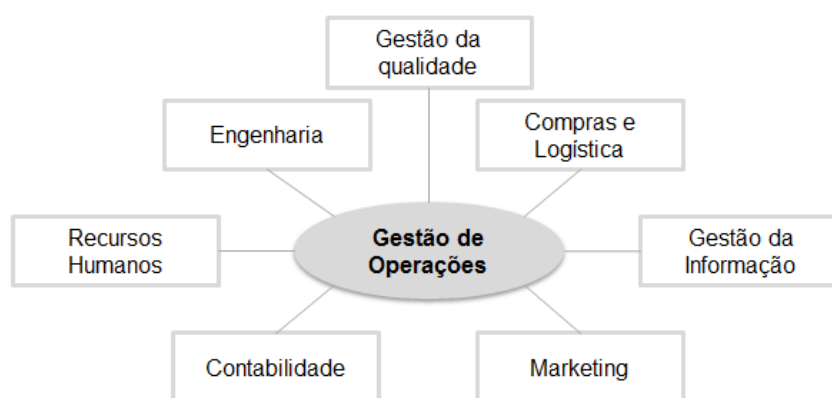 Gestão da
qualidade
Engenharia
Compras e
Logística
Recursos
Humanos
Gestão de
Operações
Gestão da
Informação
Contabilidade
Marketing